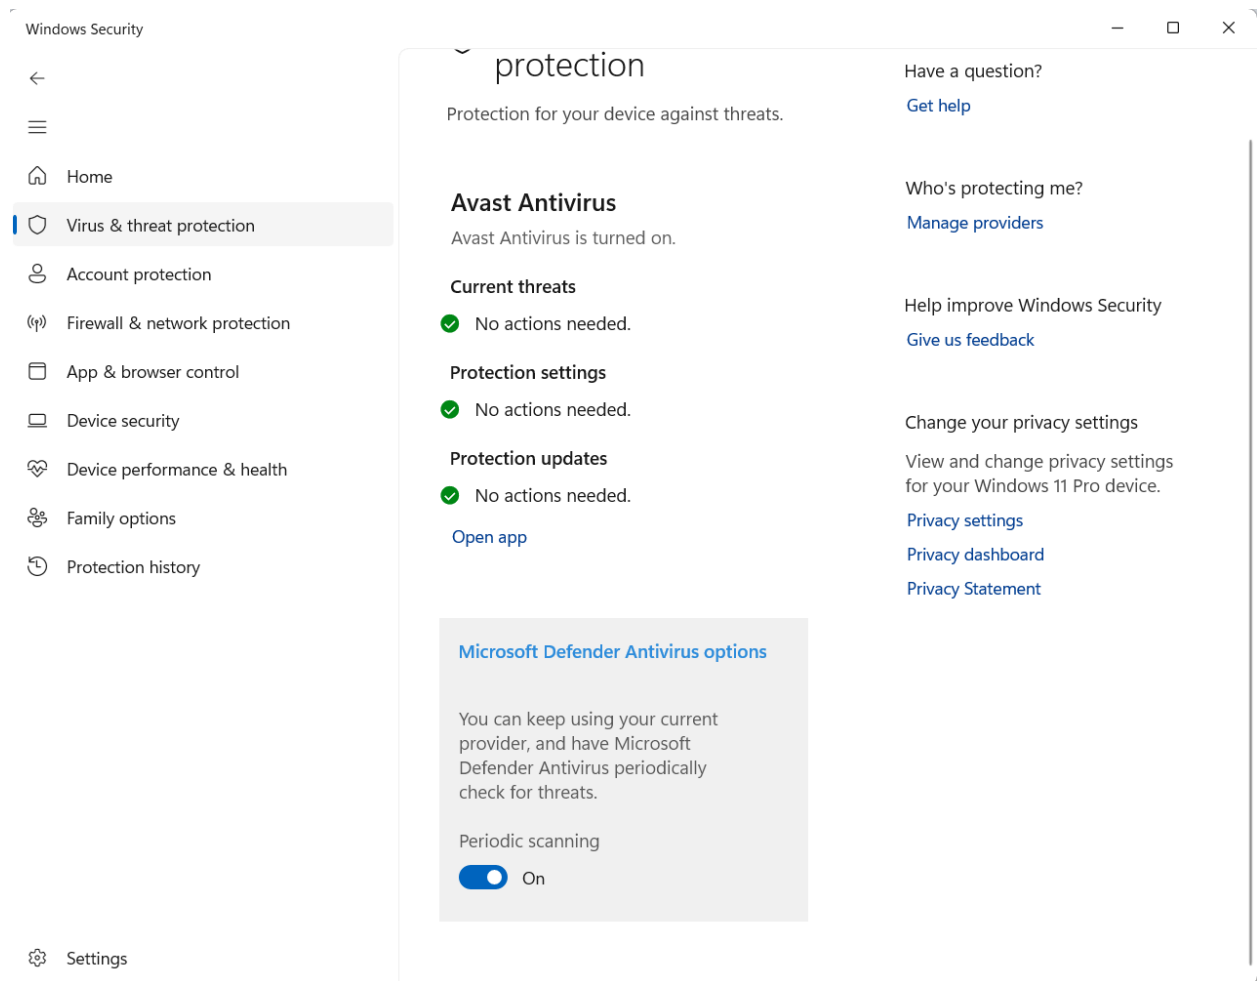 Windows Security
Home
Virus & threat protection
Account protection
Firewall & network protection
App & browser control
Device security
Device performance & health
Family options
Protection history
Settings
protection
Protection for your device against threats.
Avast Antivirus
Avast Antivirus is turned on.
Current threats
No actions needed.
Protection settings
No actions needed.
Protection updates
No actions needed.
Open app
Microsoft Defender Antivirus options
You can keep using your current
provider, and have Microsoft
Defender Antivirus periodically
check for threats.
Periodic scanning
On
Have a question?
Get help
Who's protecting me?
Manage providers
Help improve Windows Security
Give us feedback
Change your privacy settings
View and change privacy settings
for your Windows 11 Pro device.
Privacy settings
Privacy dashboard
Privacy Statement